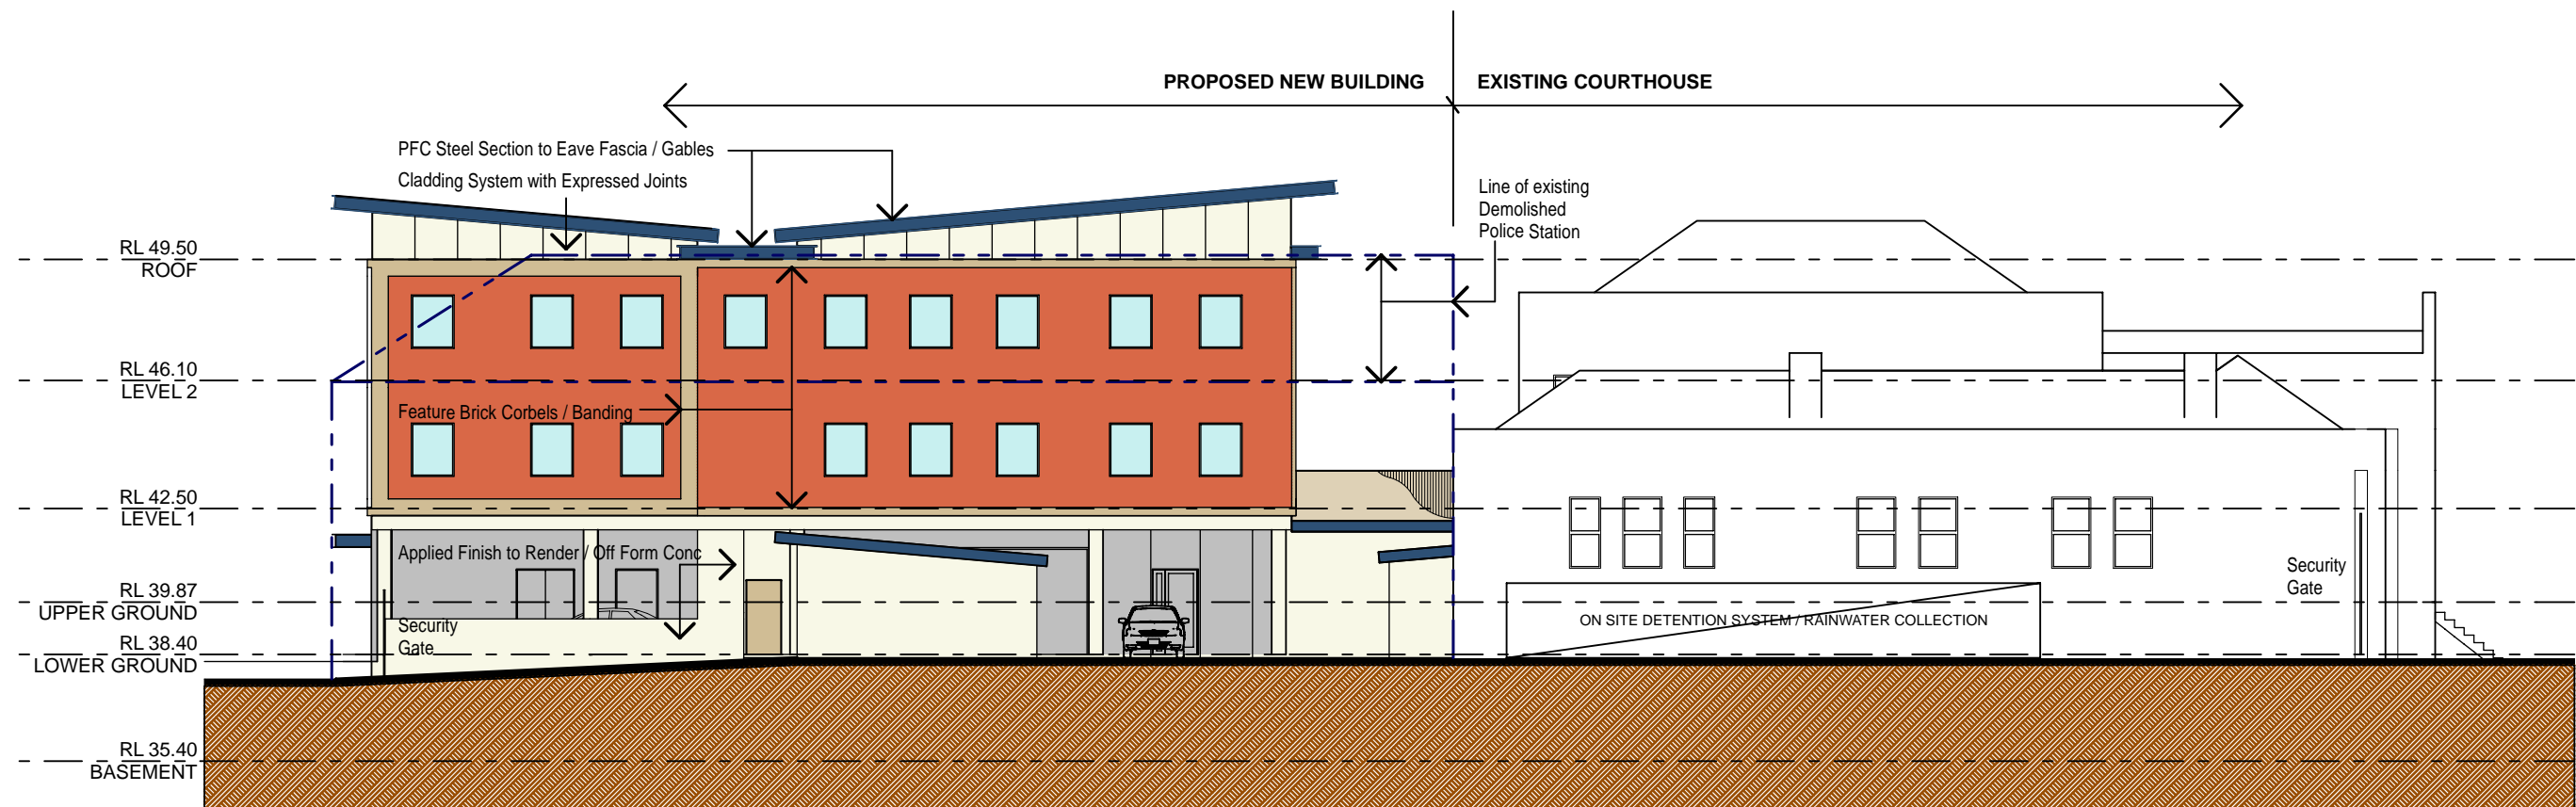 PROPOSED NEW BUILDING
EXISTING COURTHOUSE
PFC Steel Section to Eave Fascia / Gables
Cladding System with Expressed Joints
Line of existing
Demolished
Police Station
RL 49.50
ROOF
RL 46.10
LEVEL 2
Feature Brick Corbels / Banding
RL 42.50
LEVEL 1
Applied Finish to Render / Off Form Conc
RL 39.87
UPPER GROUND
Security
Gate
RL 38.40
LOWER GROUND
ON SITE DETENTION SYSTEM / RAINWATER COLLECTION
Security
Gate
RL 35.40
BASEMENT